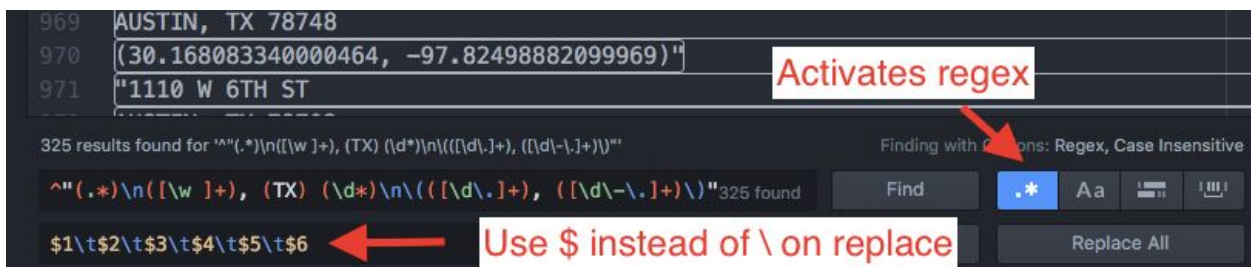 969 AUSTIN, TX 78748
970 (30.168083340000464, -97.82498882099969)"
Activates regex
971 "1110 W 6TH ST
325 results found for '^"(.*)\n([\w ]+), (TX) (\d*)\n\(([\d\.]+), ([\d\-\.]+)\)"'
Finding with Options: Regex, Case Insensitive
^"(.*)\n([\w ]+), (TX) (\d*)\n\(([\d\.]+), ([\d\-\.]+)\)" 325 found
Find
.* Aa
$1\t$2\t$3\t$4\t$5\t$6
Use $ instead of \ on replace
Replace All